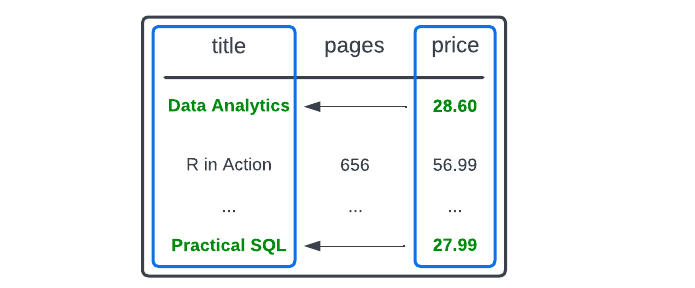 title pages price
Data Analytics 28.60
R in Action 656 56.99
... ... ...
Practical SQL 27.99